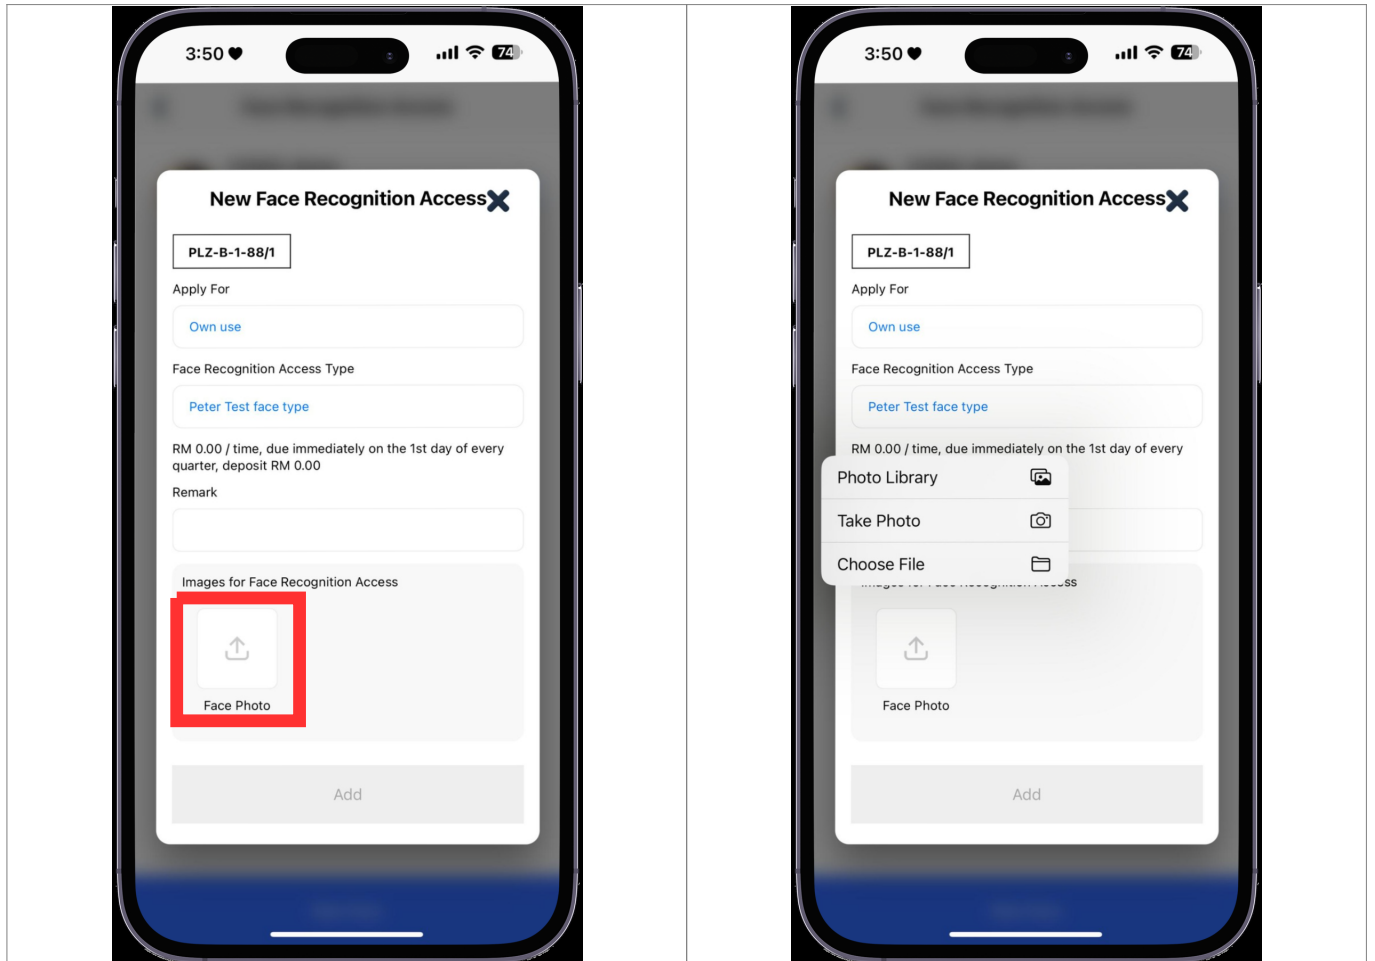 3:50
74
New Face Recognition Access
PLZ-B-1-88/1
Apply For
Own use
Face Recognition Access Type
Peter Test face type
RM 0.00 / time, due immediately on the 1st day of every
quarter, deposit RM 0.00
Remark
Images for Face Recognition Access
Face Photo
Add
3:50
74
New Face Recognition Access
PLZ-B-1-88/1
Apply For
Own use
Face Recognition Access Type
Peter Test face type
RM 0.00 / time, due immediately on the 1st day of every
Photo Library
Take Photo
Choose File
Face Photo
Add